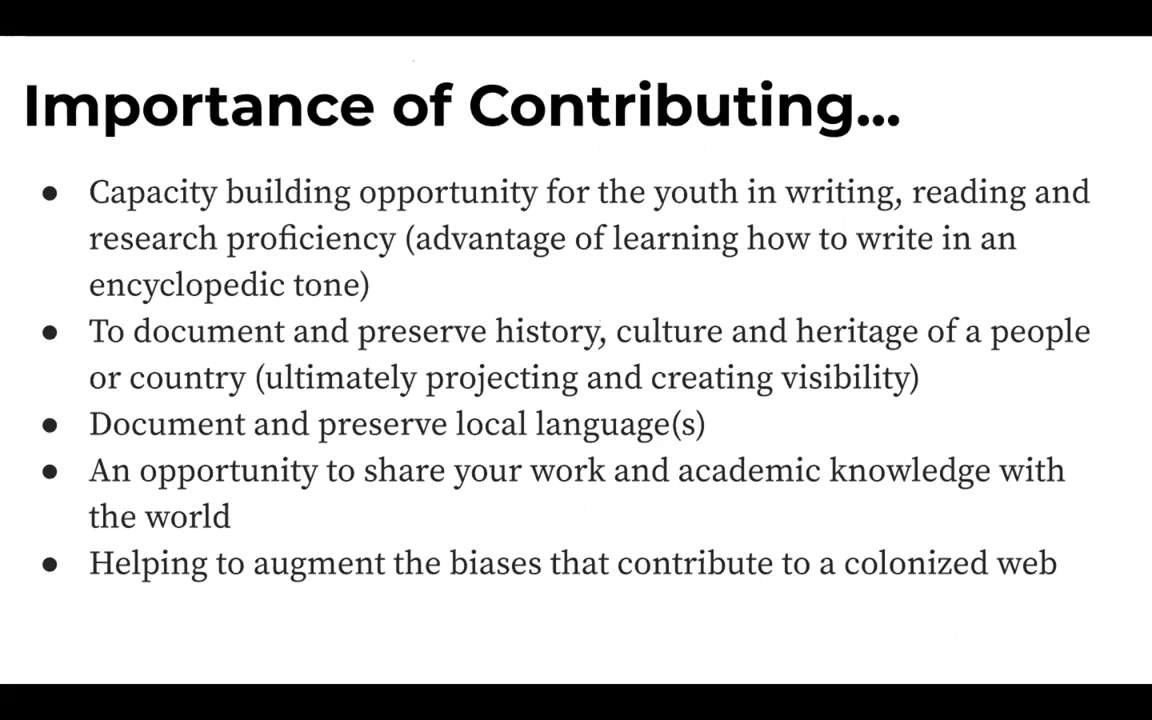 Importance of Contributing...
● Capacity building opportunity for the youth in writing, reading and
research proficiency (advantage of learning how to write in an
encyclopedic tone)
● To document and preserve history, culture and heritage of a people
or country (ultimately projecting and creating visibility)
● Document and preserve local language(s)
● An opportunity to share your work and academic knowledge with
the world
● Helping to augment the biases that contribute to a colonized web